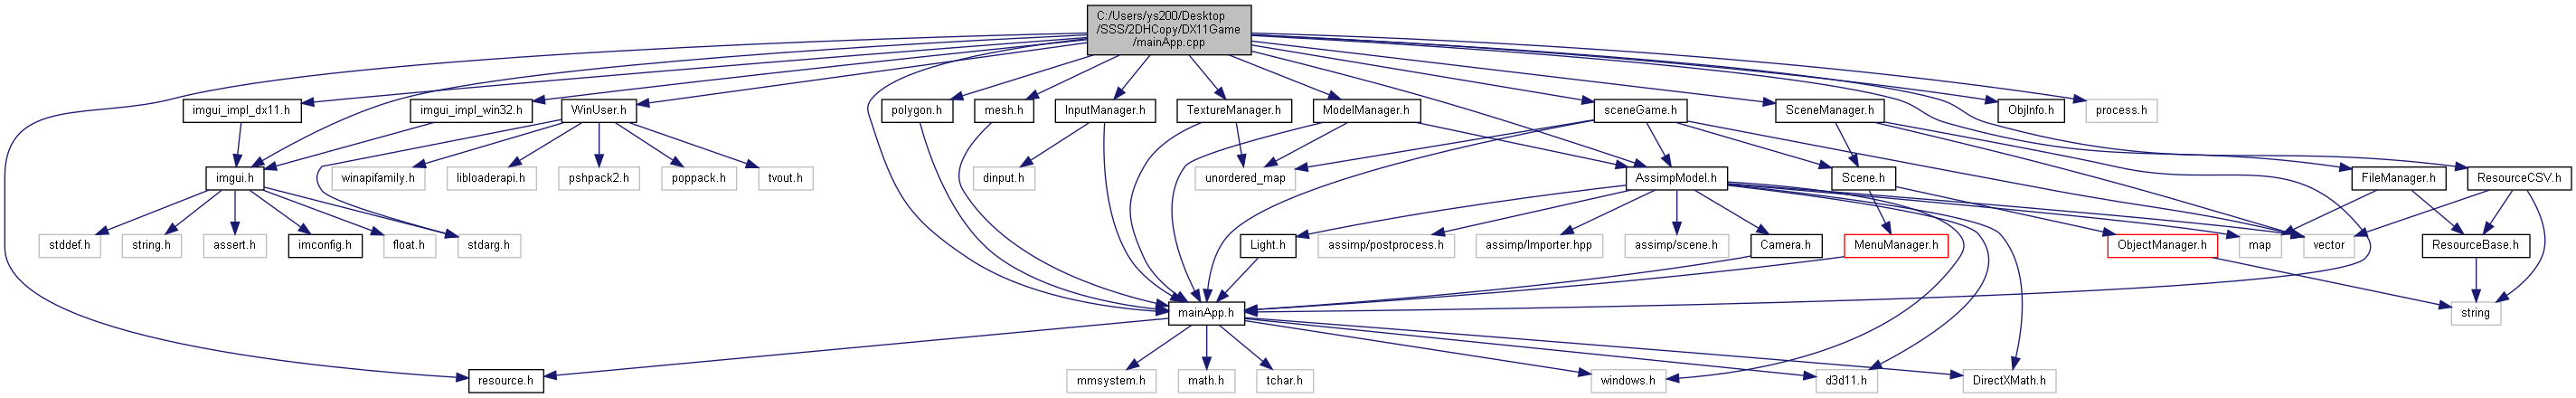 C:/Users/ys200/Desktop
/SSS/2DHCopy/DX11Game
/mainApp.cpp
imgui_impl_dx11.h
imgui_impl_win32.h
WinUser.h
polygon.h
mesh.h
InputManager.h
TextureManager.h
ModelManager.h
sceneGame.h
SceneManager.h
ObjInfo.h
process.h
imgui.h
winapifamily.h
libloaderapi.h
pshpack2.h
poppack.h
tvout.h
dinput.h
unordered_map
AssimpModel.h
Scene.h
FileManager.h
ResourceCSV.h
stddef.h
string.h
assert.h
imconfig.h
float.h
stdarg.h
Light.h
assimp/postprocess.h
assimp/Importer.hpp
assimp/scene.h
Camera.h
MenuManager.h
ObjectManager.h
map
vector
ResourceBase.h
mainApp.h
string
resource.h
mmsystem.h
math.h
tchar.h
windows.h
d3d11.h
DirectXMath.h